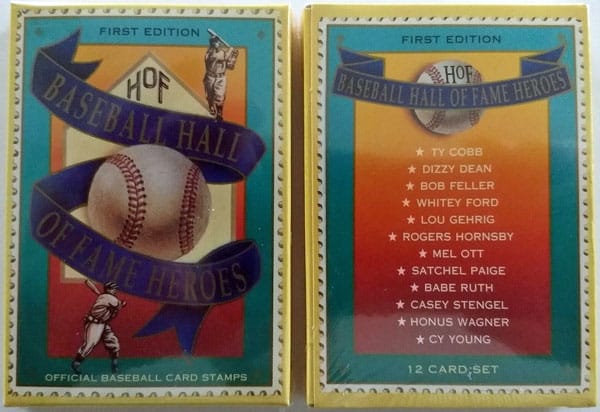 FIRST EDITION
HOF
BASEBALL HALL
OF FAME HEROES
OFFICIAL BASEBALL CARD STAMPS
FIRST EDITION
HOF
BASEBALL HALL OF FAME HEROES
★ TY COBB
★ DIZZY DEAN
★ BOB FELLER
★ WHITEY FORD
★ LOU GEHRIG
★ ROGERS HORNSBY
★ MEL OTT
★ SATCHEL PAIGE
★ BABE RUTH
★ CASEY STENGEL
★ HONUS WAGNER
★ CY YOUNG
12 CARD SET